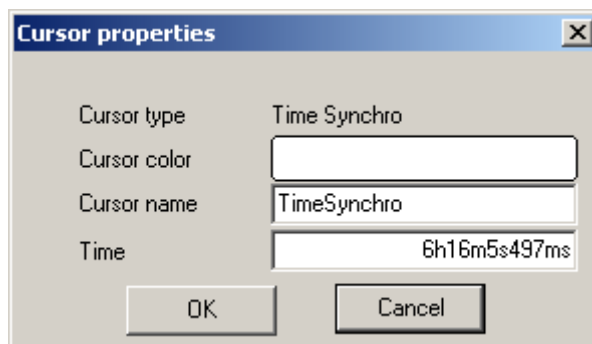 Cursor properties
Cursor type Time Synchro
Cursor color
Cursor name TimeSynchro
Time 6h16m5s497ms
OK Cancel